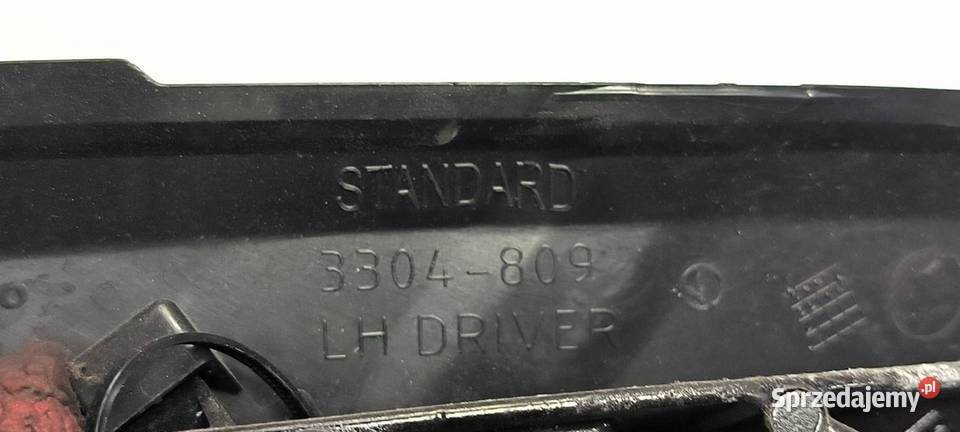 STANDARD
3304-809
LH DRIVER
Sprzedajemy.pl